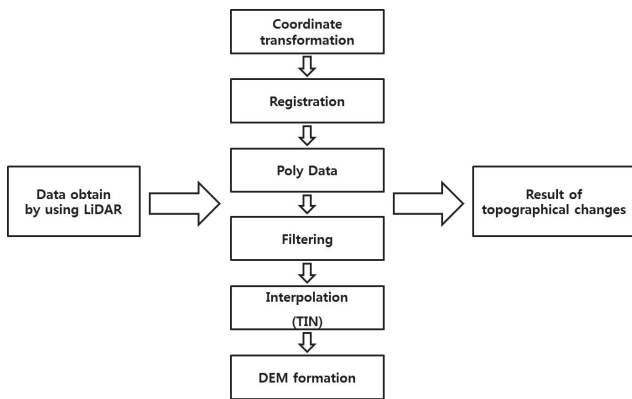 Coordinate
transformation
Registration
Poly Data
Data obtain
by using LiDAR
Result of
topographical changes
Filtering
Interpolation
(TIN)
DEM formation